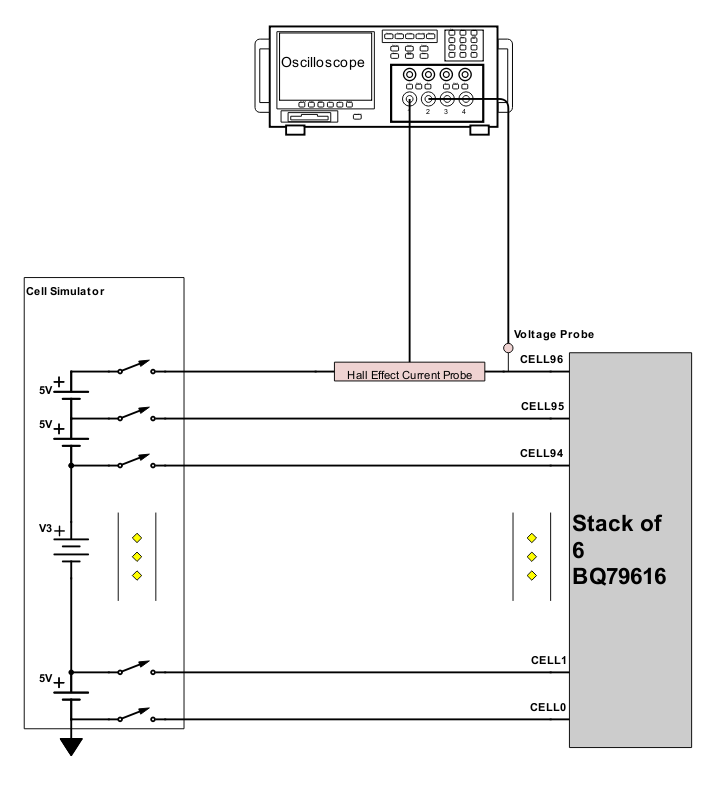 Oscilloscope
2 3 4
Cell Simulator
Voltage Probe
CELL96
Hall Effect Current Probe
5V
CELL95
5V
CELL94
V3
Stack of
6
BQ79616
CELL1
5V
CELL0